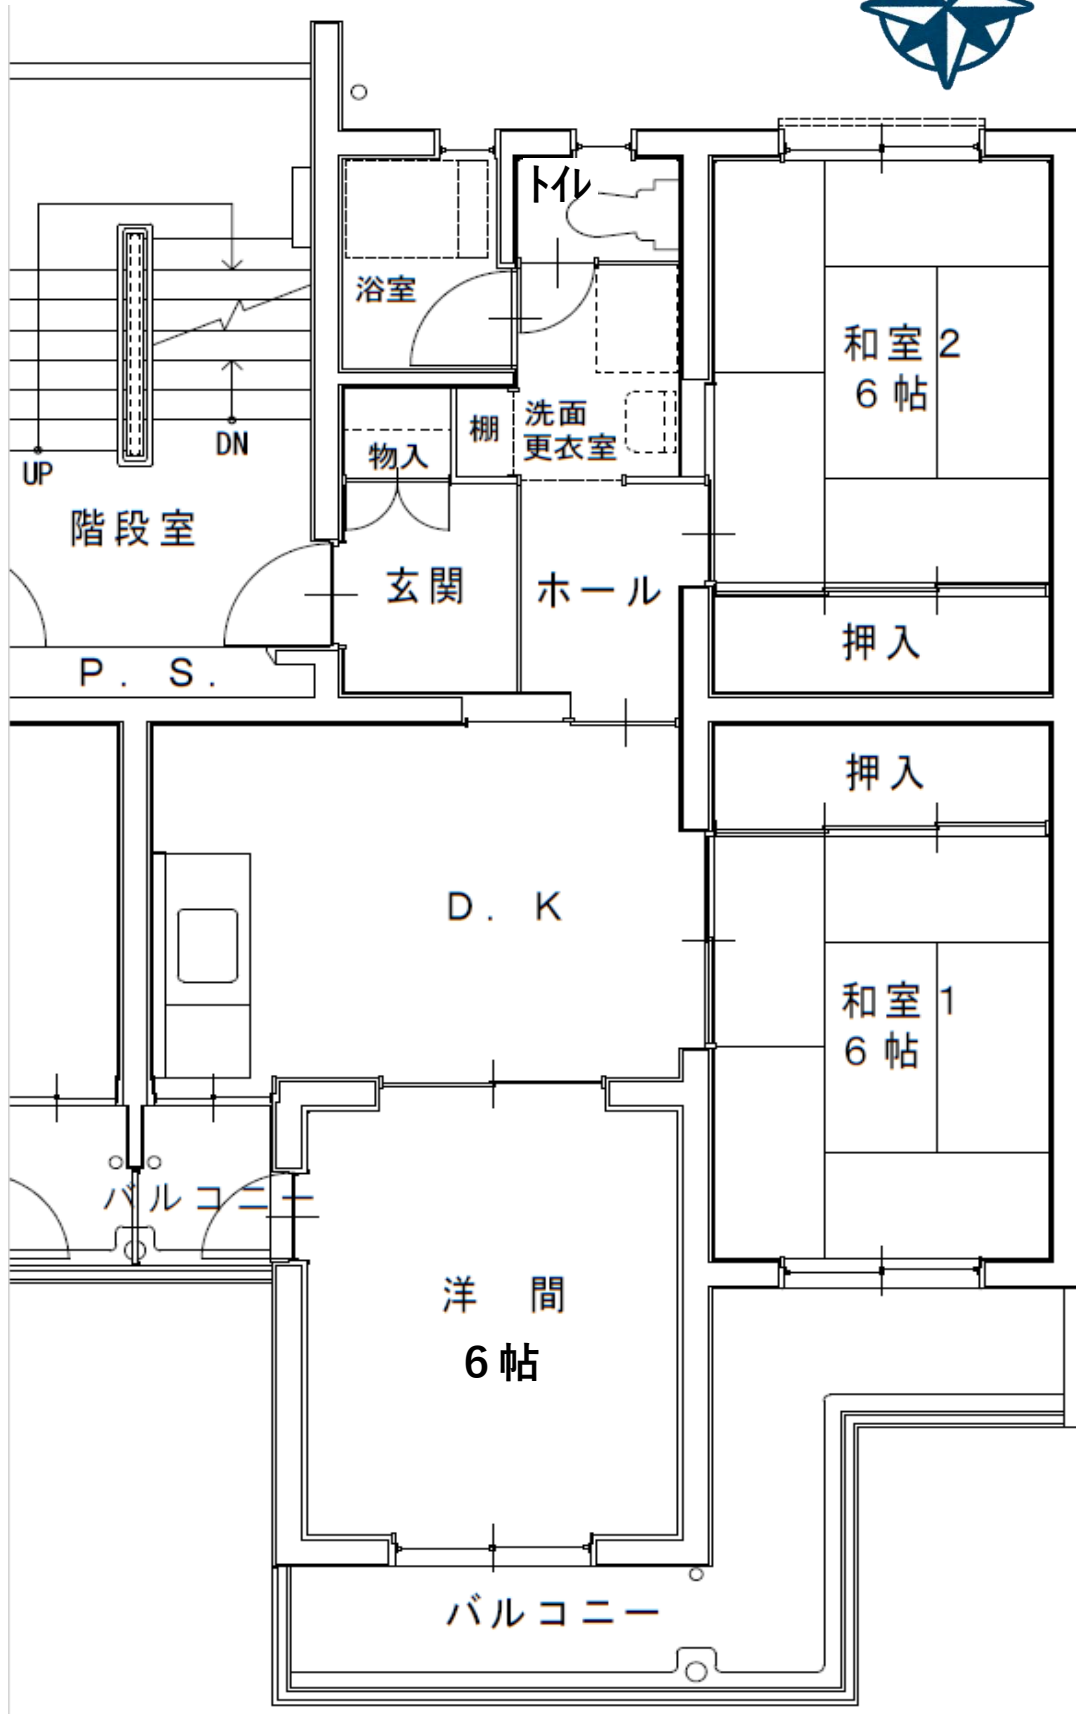 トイレ
浴室
和室2
6帖
棚
洗面
更衣室
物入
DN
UP
階段室
玄関
ホール
押入
P. S.
押入
D. K
和室1
6帖
バルコニー
洋間
6帖
バルコニー